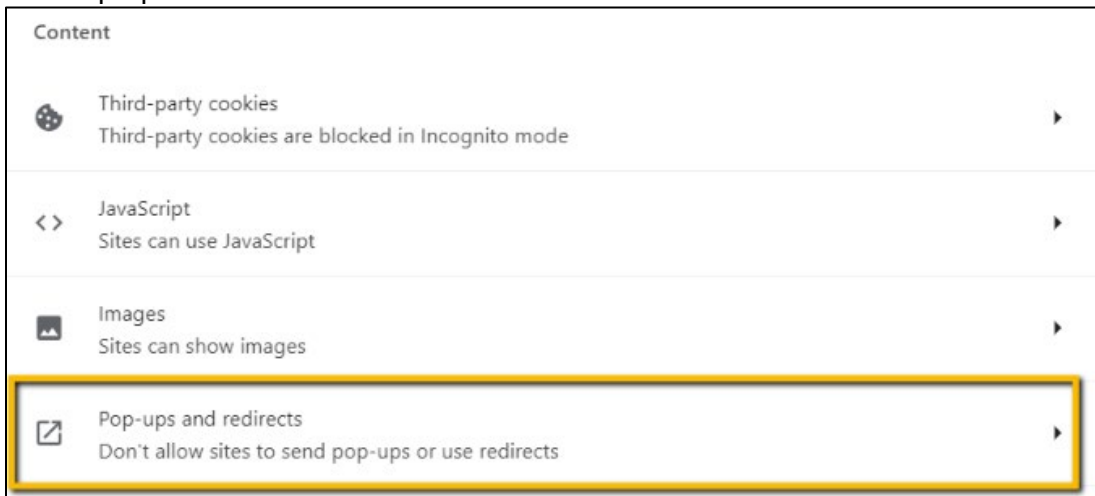 Content
Third-party cookies
Third-party cookies are blocked in Incognito mode
JavaScript
Sites can use JavaScript
Images
Sites can show images
Pop-ups and redirects
Don't allow sites to send pop-ups or use redirects